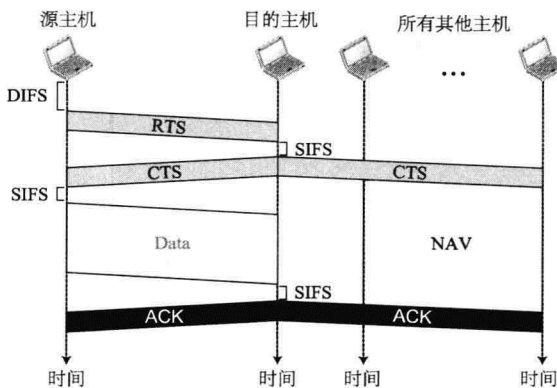 源主机
目的主机
所有其他主机
...
DIFS
RTS
SIFS
CTS
CTS
SIFS
Data
NAV
SIFS
ACK
ACK
时间
时间
时间
时间